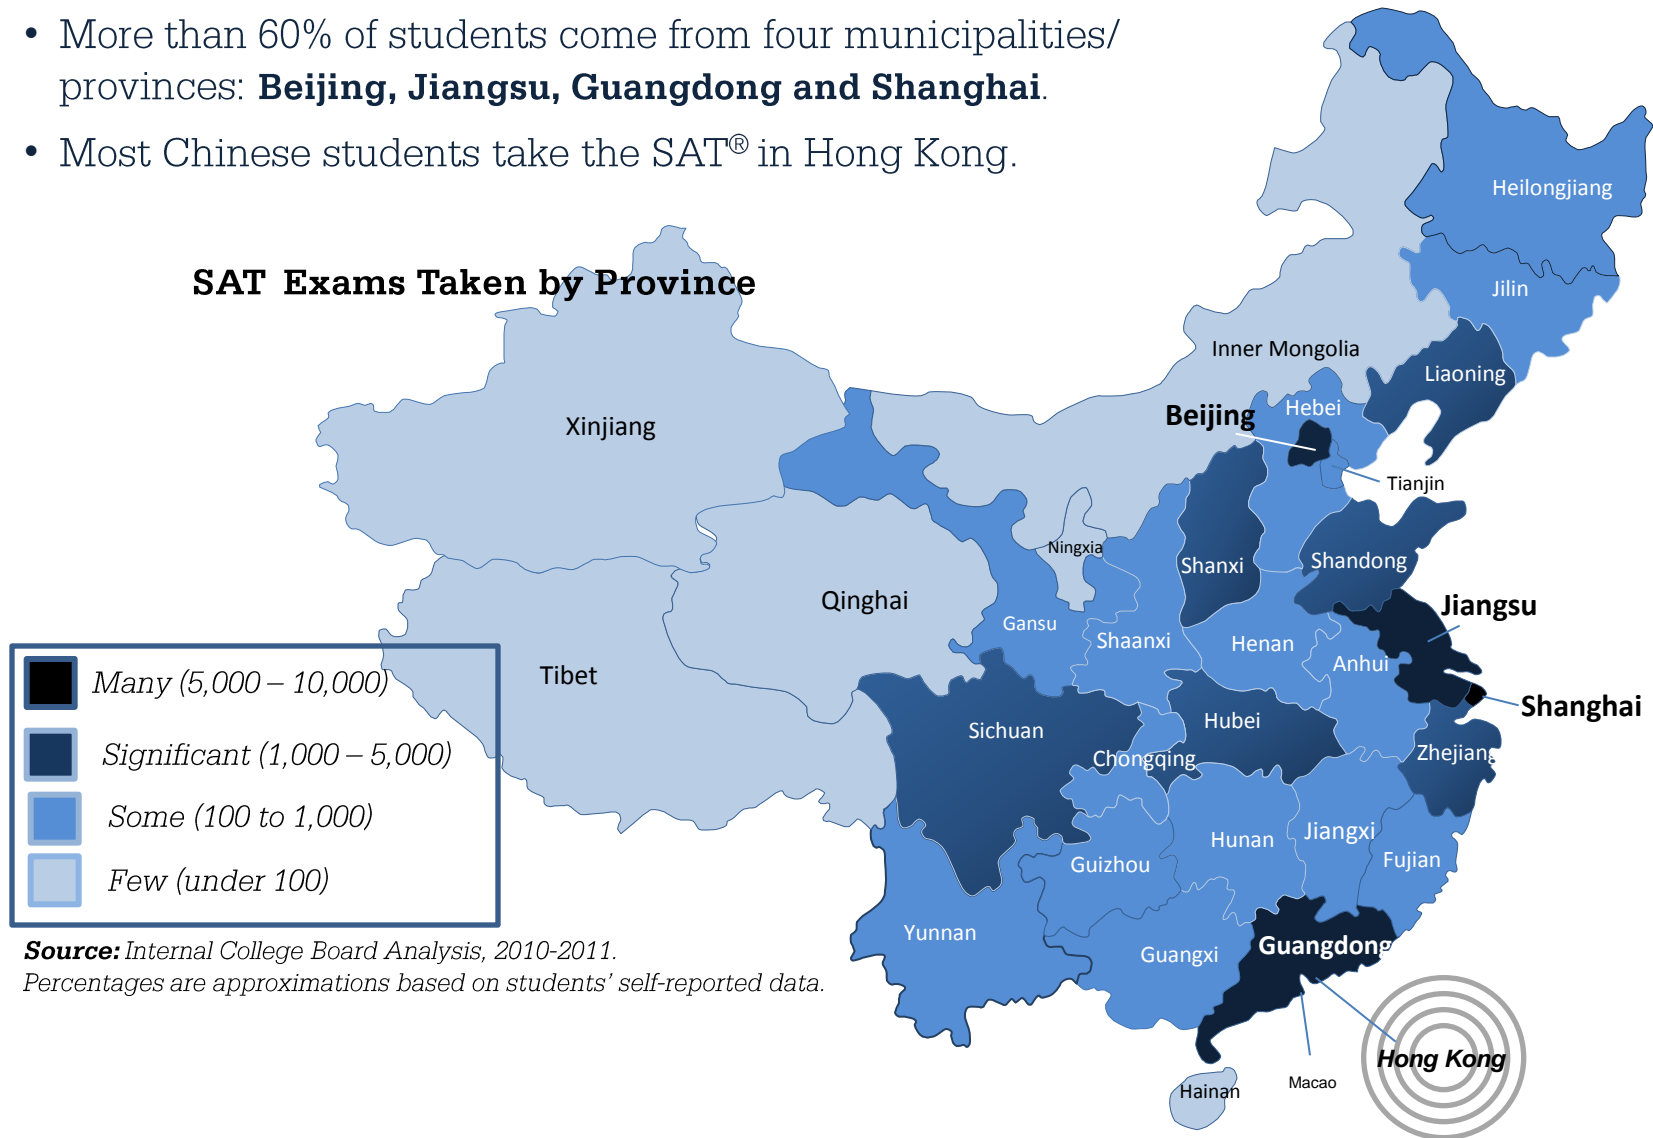 • More than 60% of students come from four municipalities/
provinces: Beijing, Jiangsu, Guangdong and Shanghai.
• Most Chinese students take the SAT® in Hong Kong.
SAT Exams Taken by Province
Heilongjiang
Jilin
Inner Mongolia
Liaoning
Beijing
Hebei
Xinjiang
Tianjin
Ningxia
Shanxi
Shandong
Qinghai
Jiangsu
Gansu
Shaanxi
Henan
Anhui
Tibet
Shanghai
Sichuan
Hubei
Chongqing
Zhejiang
Hunan
Jiangxi
Guizhou
Fujian
Yunnan
Guangxi
Guangdong
Hong Kong
Macao
Hainan
Many (5,000 – 10,000)
Significant (1,000 – 5,000)
Some (100 to 1,000)
Few (under 100)
Source: Internal College Board Analysis, 2010-2011.
Percentages are approximations based on students’ self-reported data.